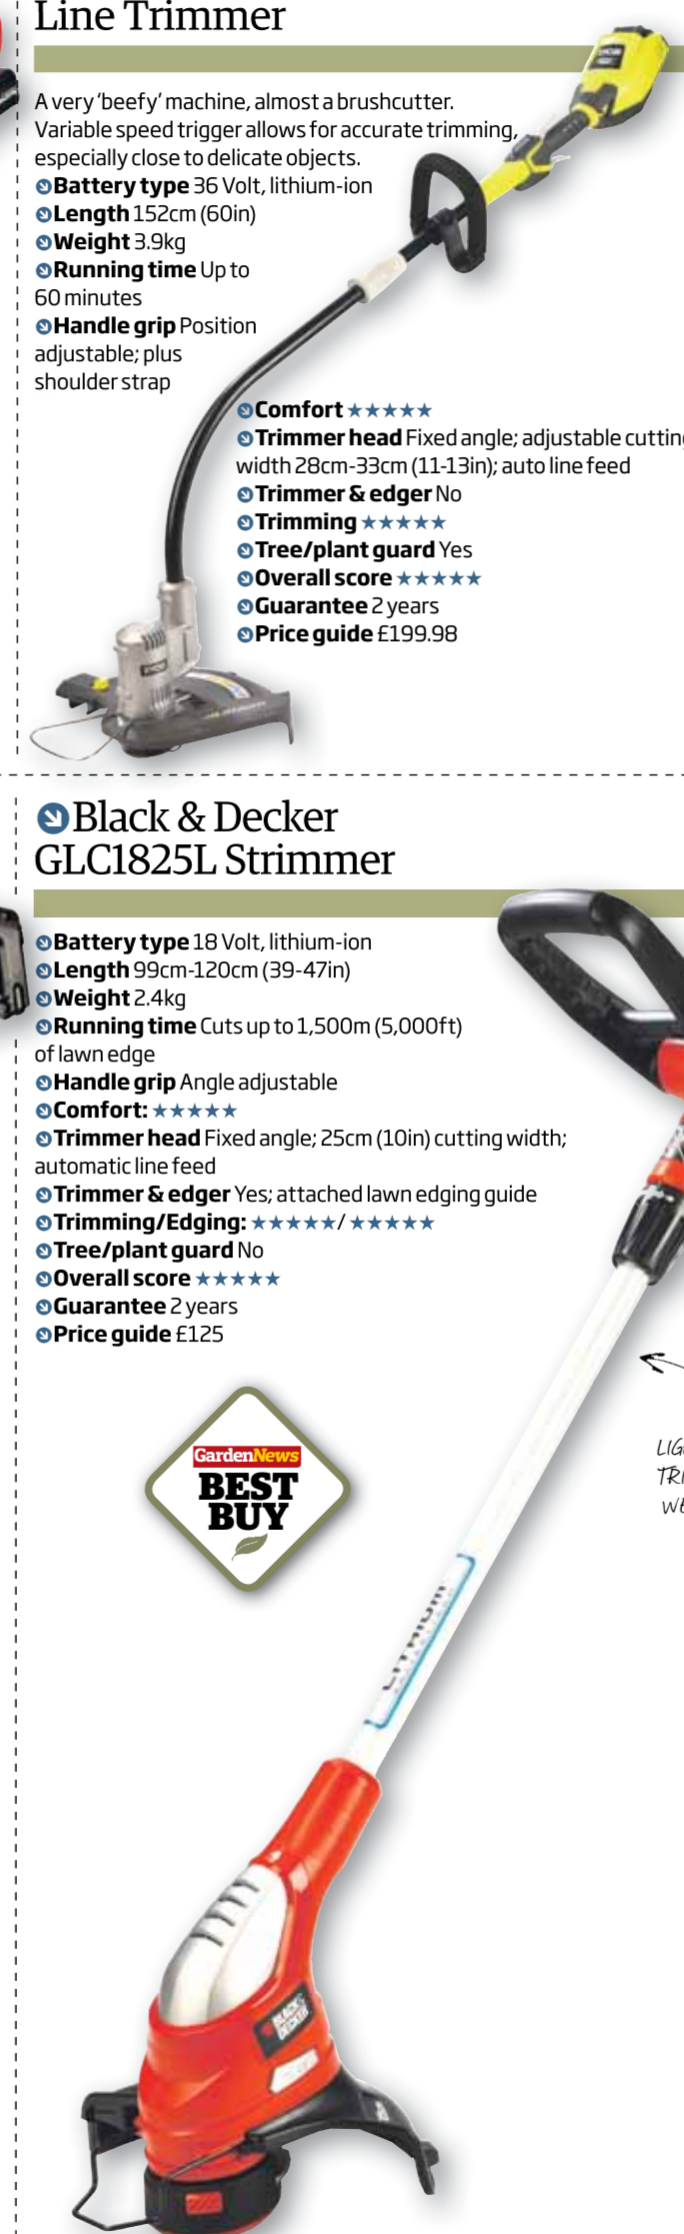 Line Trimmer
A very ‘beefy’ machine, almost a brushcutter.
Variable speed trigger allows for accurate trimming,
especially close to delicate objects.
Battery type 36 Volt, lithium-ion
Length 152cm (60in)
Weight 3.9kg
Running time Up to
60 minutes
Handle grip Position
adjustable; plus
shoulder strap
Comfort ★★★★★
Trimmer head Fixed angle; adjustable cutting
width 28cm-33cm (11-13in); auto line feed
Trimmer & edger No
Trimming ★★★★★
Tree/plant guard Yes
Overall score ★★★★★
Guarantee 2 years
Price guide £199.98
Black & Decker
GLC1825L Strimmer
Battery type 18 Volt, lithium-ion
Length 99cm-120cm (39-47in)
Weight 2.4kg
Running time Cuts up to 1,500m (5,000ft)
of lawn edge
Handle grip Angle adjustable
Comfort: ★★★★★
Trimmer head Fixed angle; 25cm (10in) cutting width;
automatic line feed
Trimmer & edger Yes; attached lawn edging guide
Trimming/Edging: ★★★★★/ ★★★★★
Tree/plant guard No
Overall score ★★★★★
Guarantee 2 years
Price guide £125
GardenNews
BEST
BUY
LITHIUM
BLACK&
DECKER